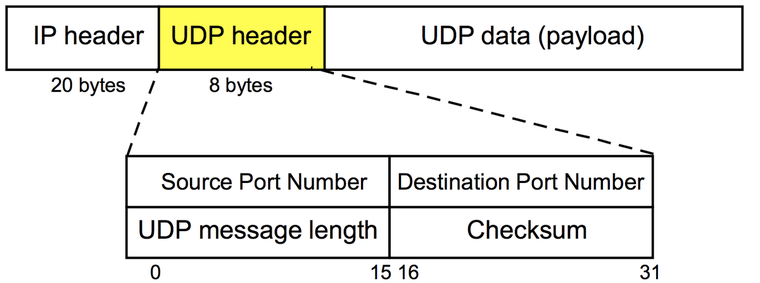 IP header UDP header UDP data (payload)
20 bytes 8 bytes
Source Port Number Destination Port Number
UDP message length Checksum
0 15 16 31